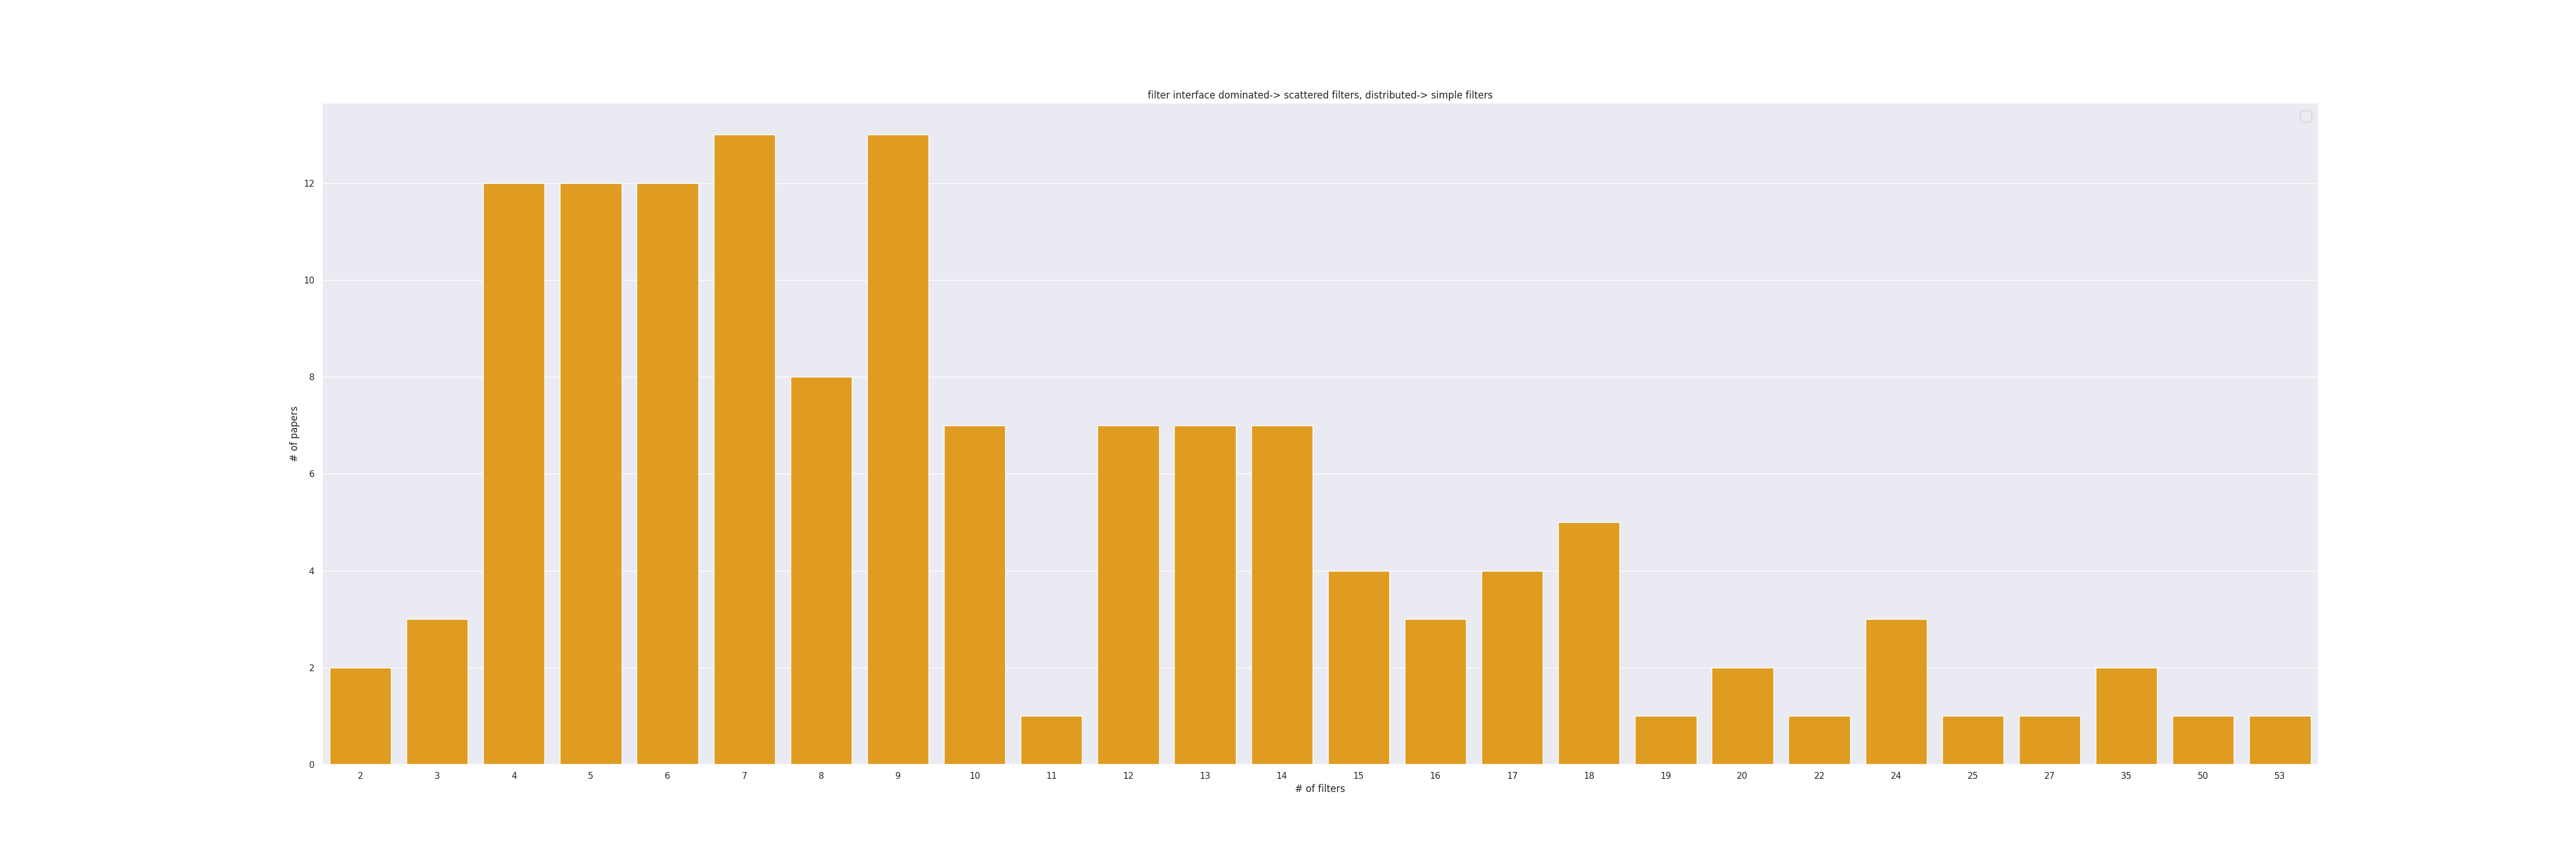 filter interface dominated-> scattered filters, distributed-> simple filters
12
10
8
6
4
2
0
# of papers
2 3 4 5 6 7 8 9 10 11 12 13 14 15 16 17 18 19 20 22 24 25 27 35 50 53
# of filters